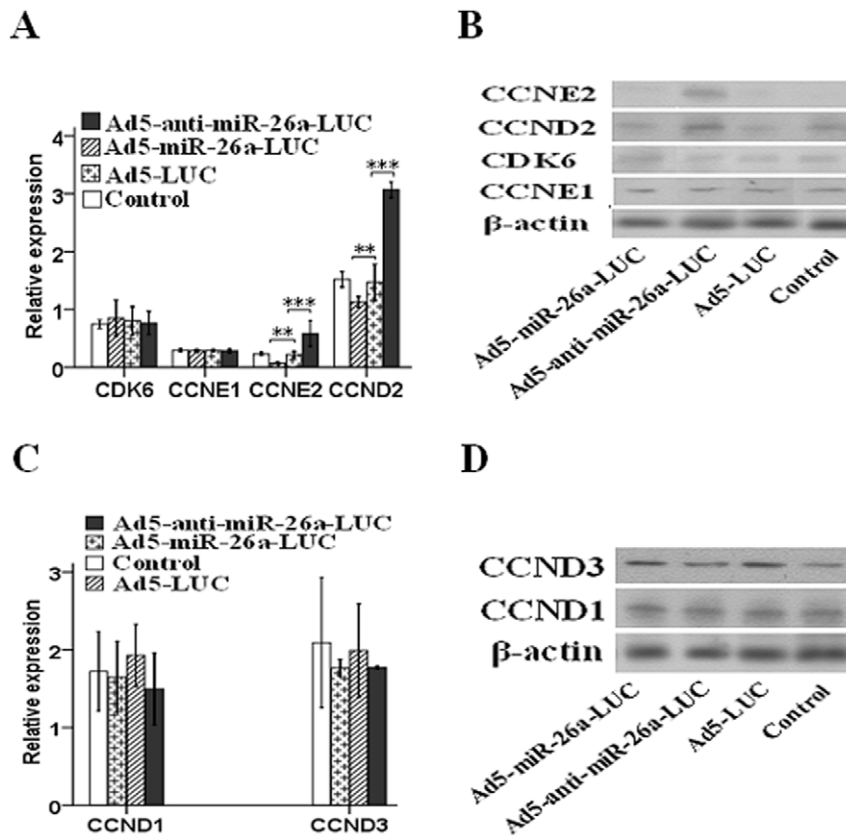 A
Relative expression
4
3
2
1
0
Ad5-anti-miR-26a-LUC
Ad5-miR-26a-LUC
Ad5-LUC
Control
**
***
**
***
CDK6 CCNE1 CCNE2 CCND2
B
CCNE2
CCND2
CDK6
CCNE1
β-actin
Ad5-miR-26a-LUC
Ad5-anti-miR-26a-LUC
Ad5-LUC
Control
C
Relative expression
3
2
1
0
Ad5-anti-miR-26a-LUC
Ad5-miR-26a-LUC
Control
Ad5-LUC
CCND1 CCND3
D
CCND3
CCND1
β-actin
Ad5-miR-26a-LUC
Ad5-anti-miR-26a-LUC
Ad5-LUC
Control